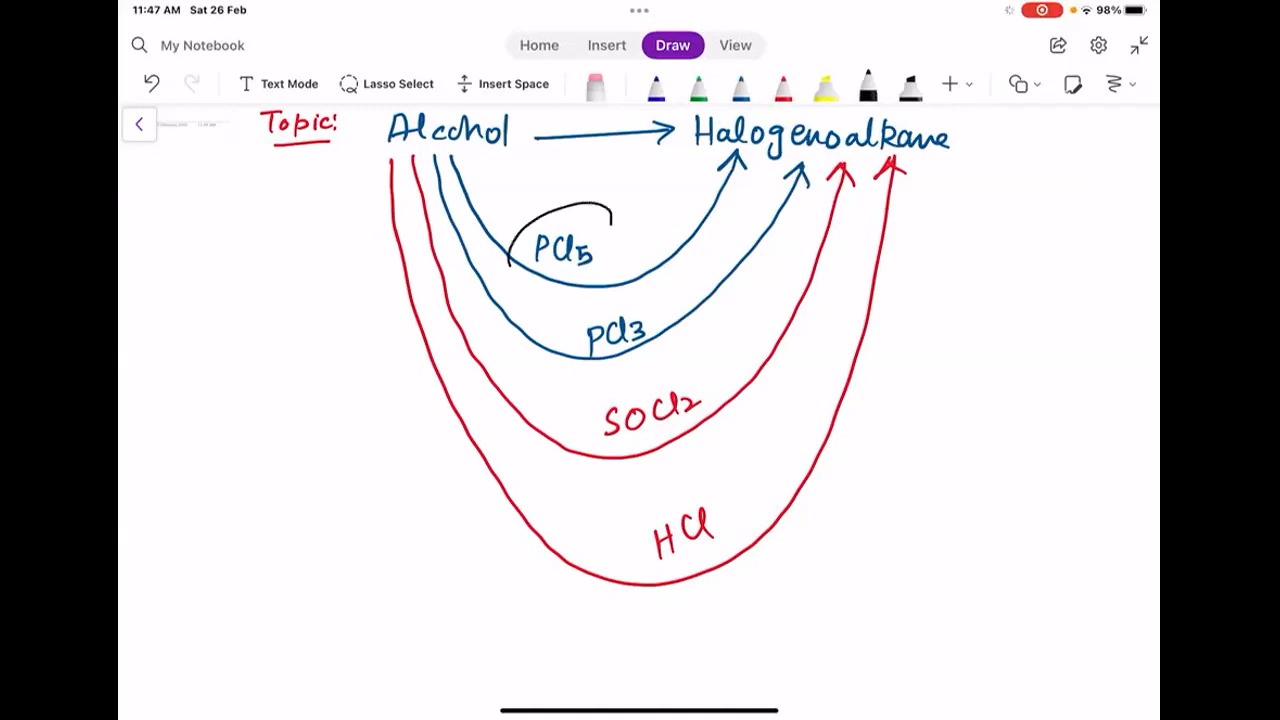 11:47 AM Sat 26 Feb
98%
My Notebook
Home Insert Draw View
Text Mode Lasso Select Insert Space
Topic: Alcohol Halogenoalkane
PCl5
PCl3
SOCl2
HCl